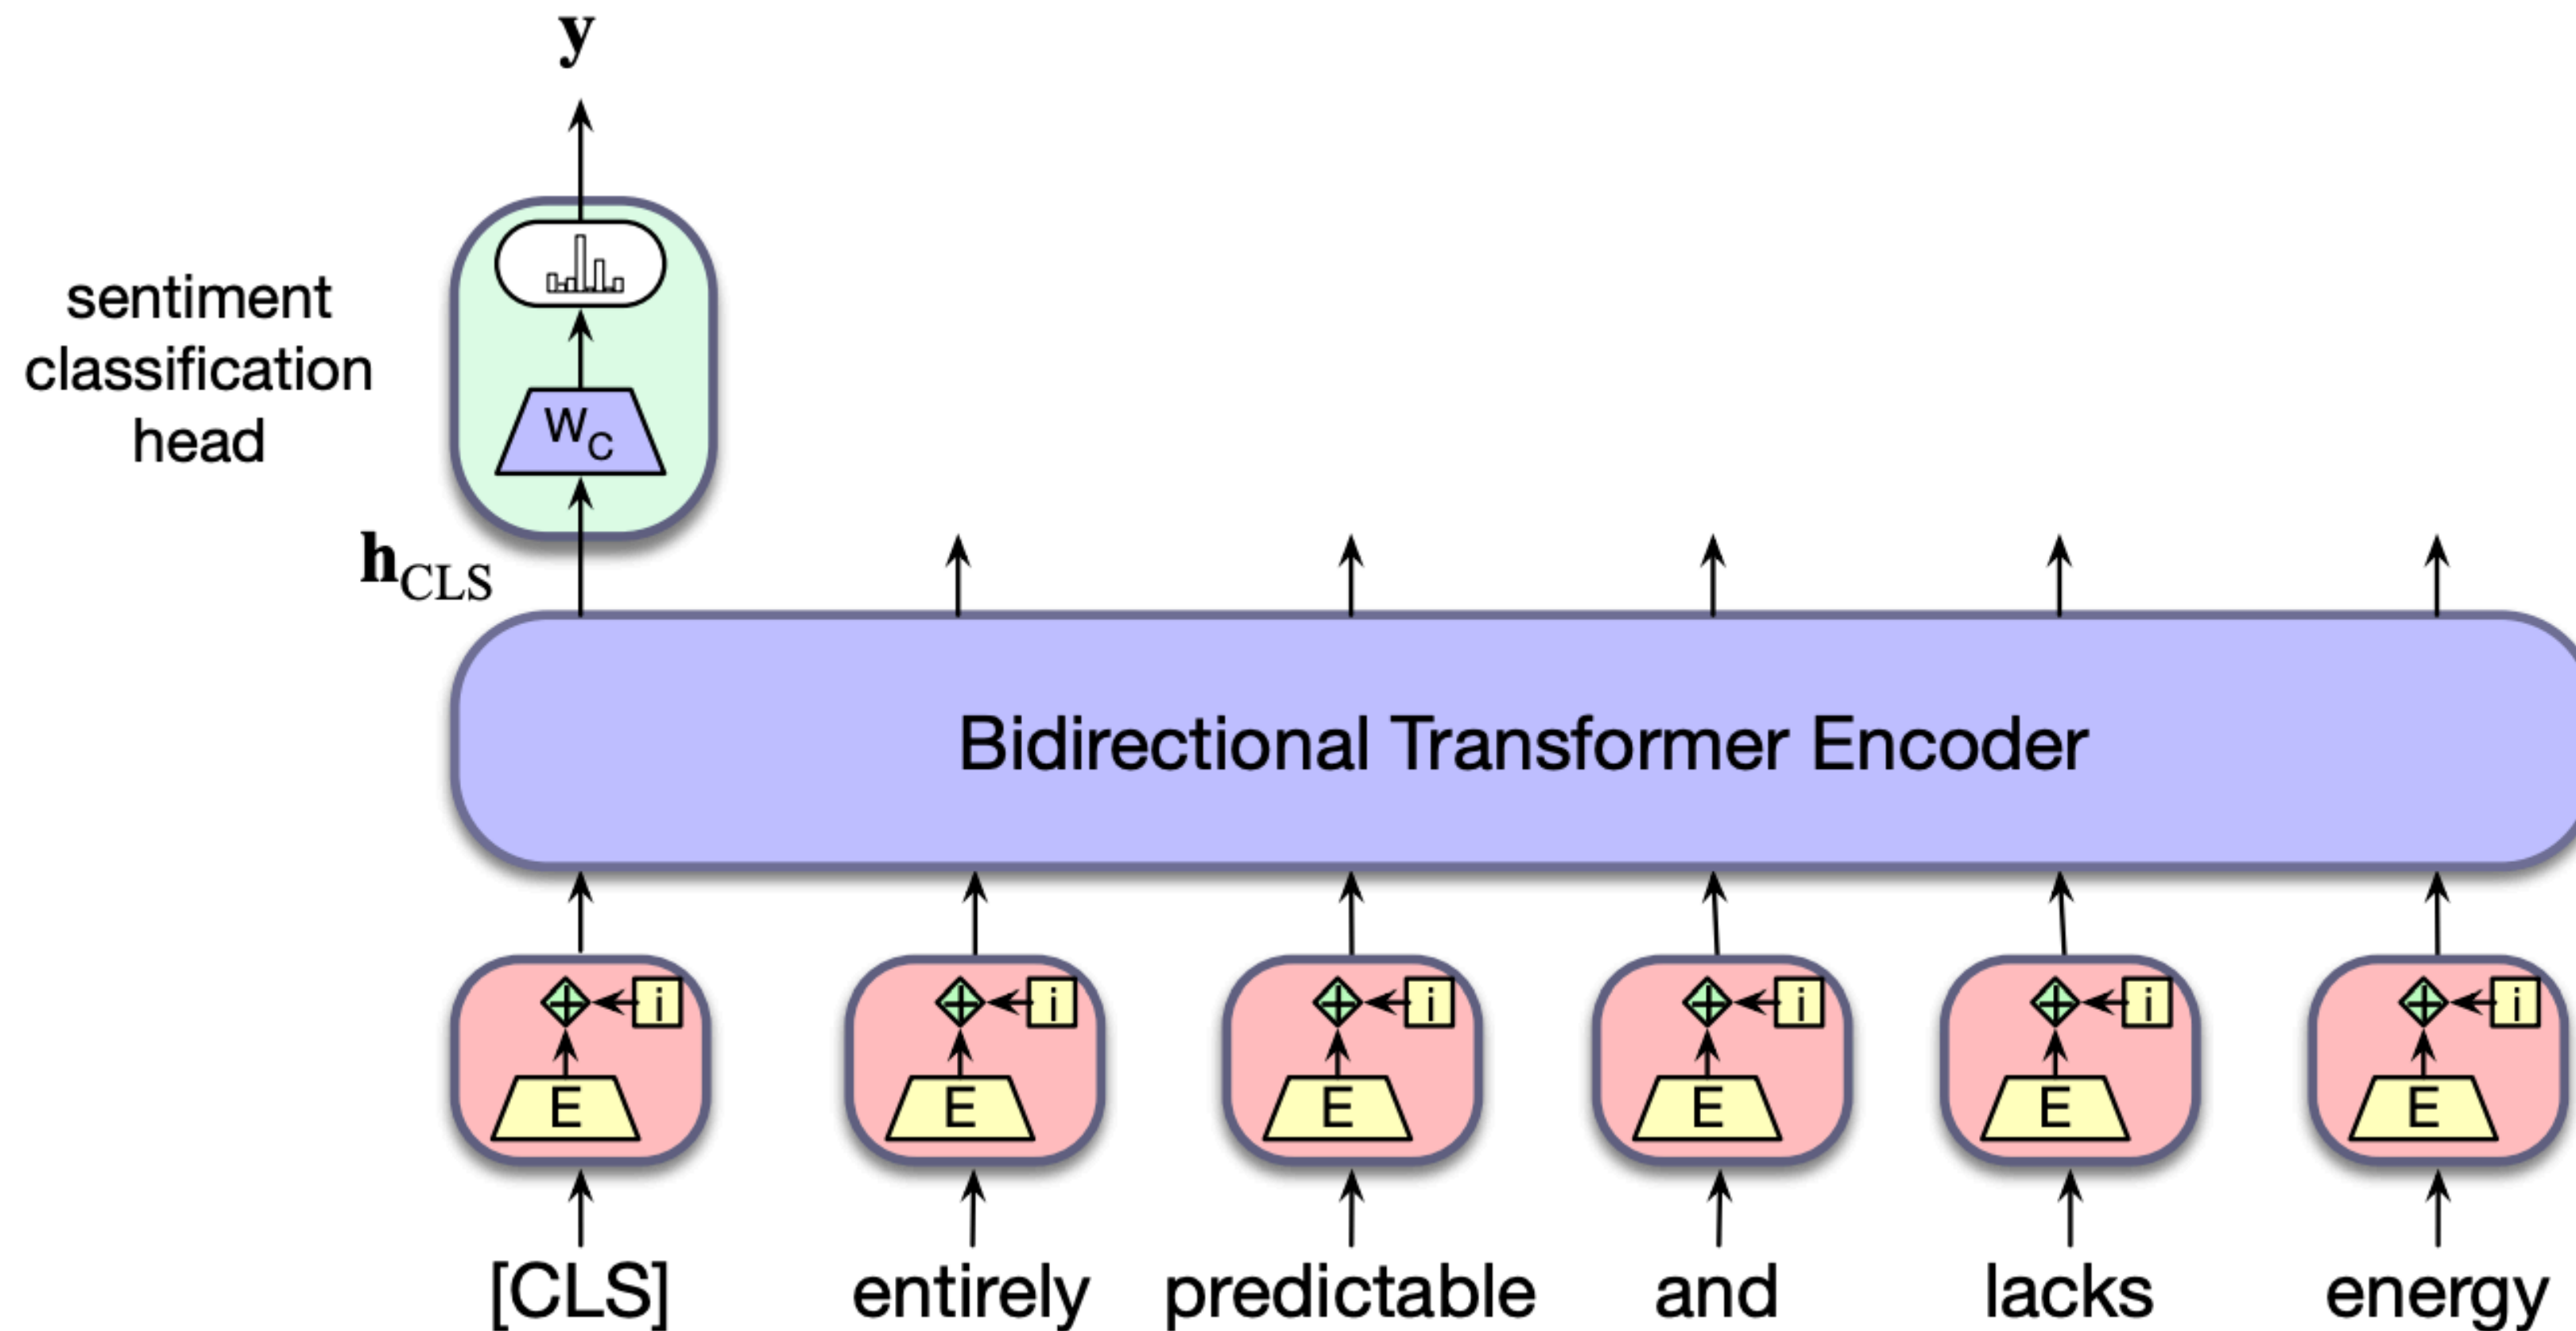 y
sentiment
classification
head
W_C
h_CLS
Bidirectional Transformer Encoder
i i i i i i
E E E E E E
[CLS] entirely predictable and lacks energy